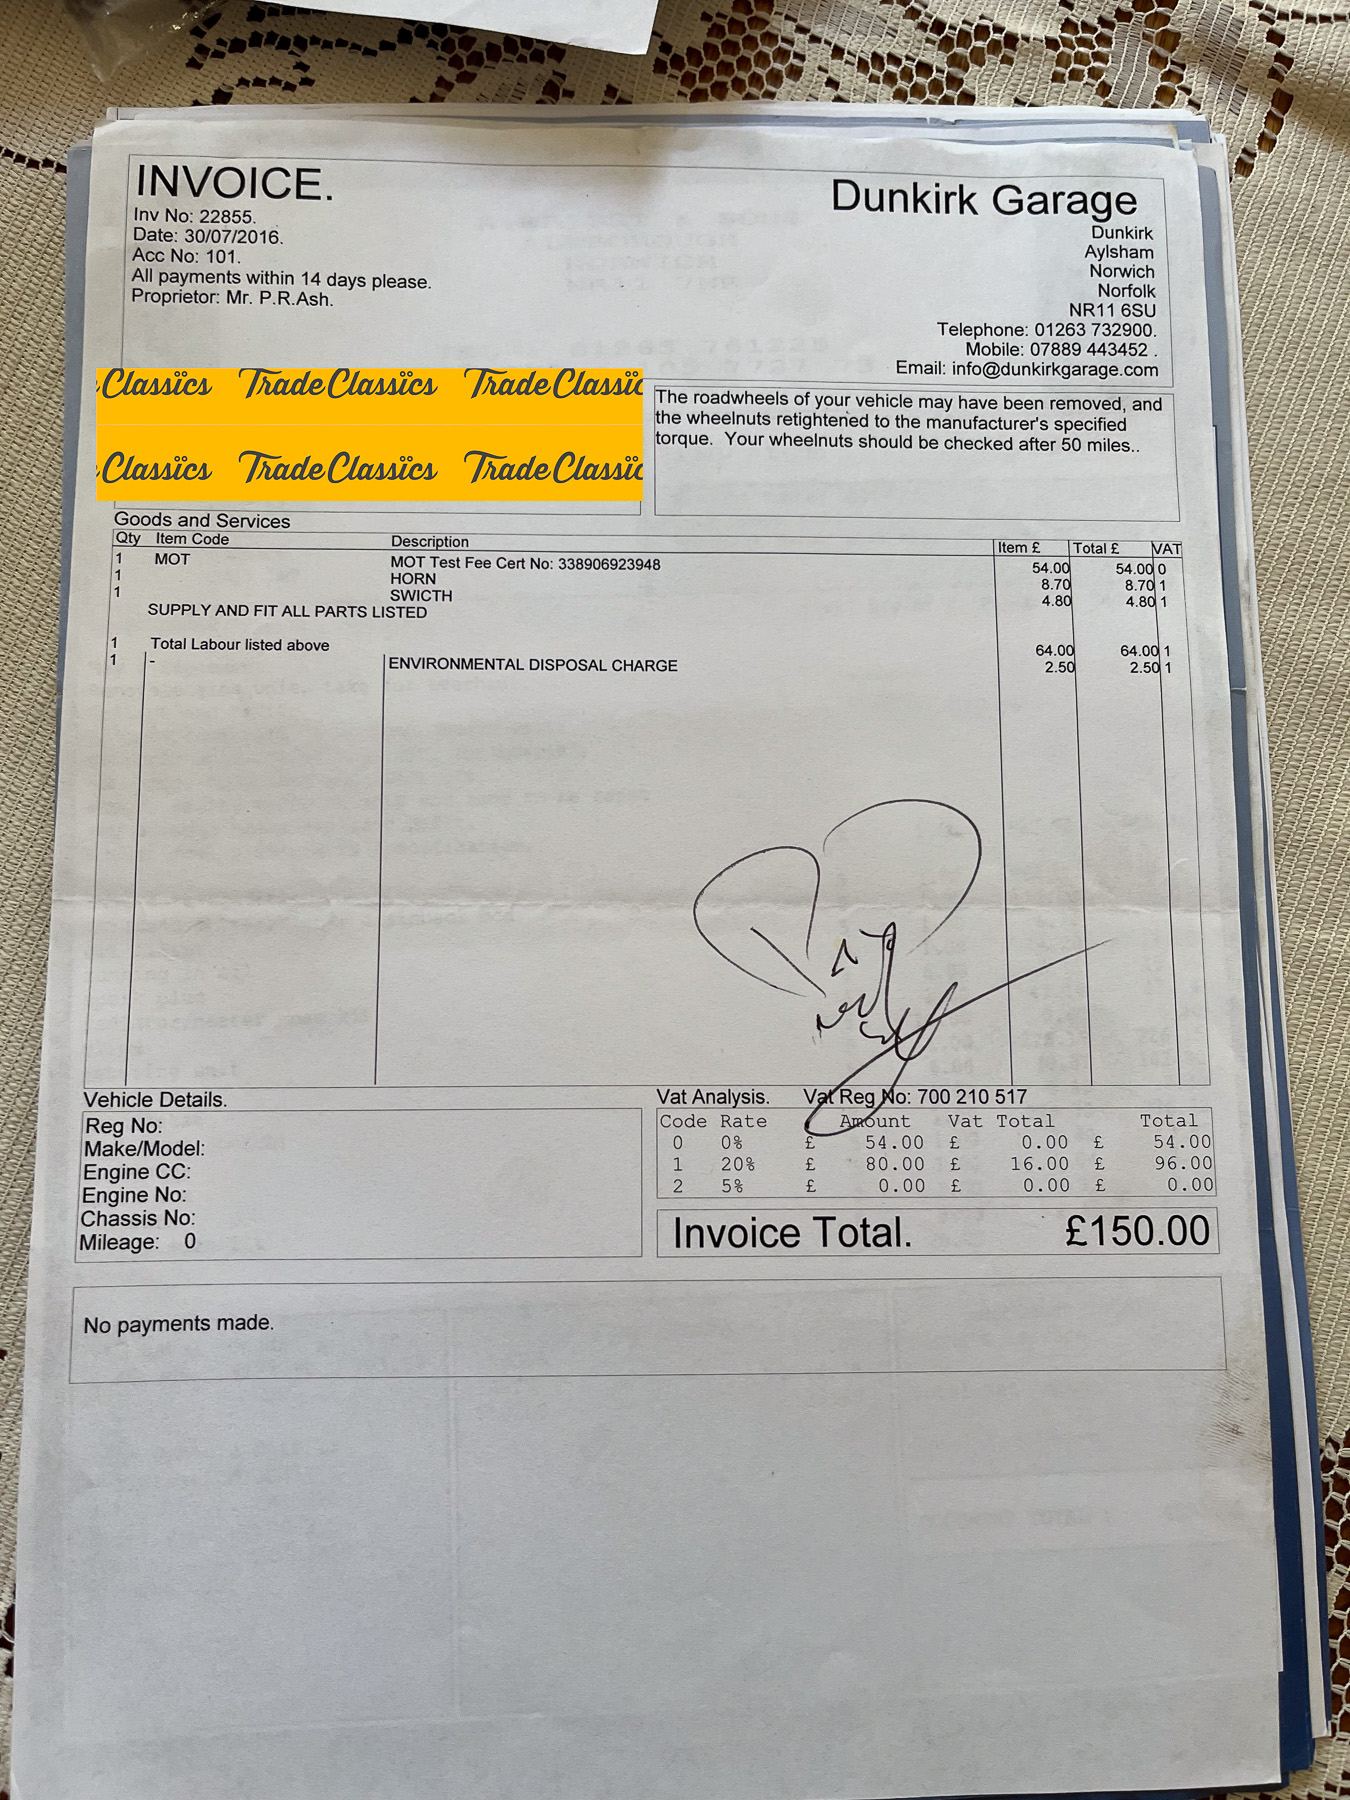 INVOICE.
Inv No: 22855.
Date: 30/07/2016.
Acc No: 101.
All payments within 14 days please.
Proprietor: Mr. P.R.Ash.
Dunkirk Garage
Dunkirk
Aylsham
Norwich
Norfolk
NR11 6SU
Telephone: 01263 732900.
Mobile: 07889 443452 .
Email: info@dunkirkgarage.com
Classïcs TradeClassïcs TradeClassïc
Classïcs TradeClassïcs TradeClassïc
The roadwheels of your vehicle may have been removed, and
the wheelnuts retightened to the manufacturer's specified
torque. Your wheelnuts should be checked after 50 miles..
Goods and Services
Qty Item Code Description Item £ Total £ VAT
1 MOT MOT Test Fee Cert No: 338906923948 54.00 54.00 0
1 HORN 8.70 8.70 1
1 SWICTH 4.80 4.80 1
SUPPLY AND FIT ALL PARTS LISTED
1 Total Labour listed above 64.00 64.00 1
1 - ENVIRONMENTAL DISPOSAL CHARGE 2.50 2.50 1
Vehicle Details.
Reg No:
Make/Model:
Engine CC:
Engine No:
Chassis No:
Mileage: 0
Vat Analysis. Vat Reg No: 700 210 517
Code Rate Amount Vat Total Total
0 0% £ 54.00 £ 0.00 £ 54.00
1 20% £ 80.00 £ 16.00 £ 96.00
2 5% £ 0.00 £ 0.00 £ 0.00
Invoice Total. £150.00
No payments made.